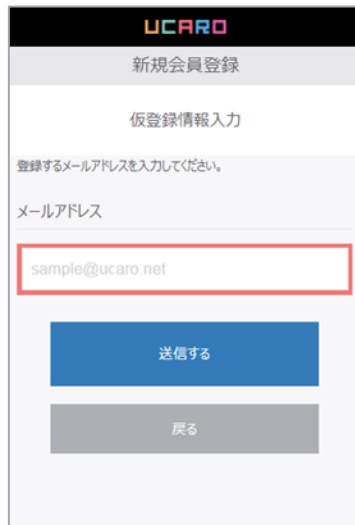 UCARO
新規会員登録
仮登録情報入力
登録するメールアドレスを入力してください。
メールアドレス
sample@ucaro.net
送信する
戻る